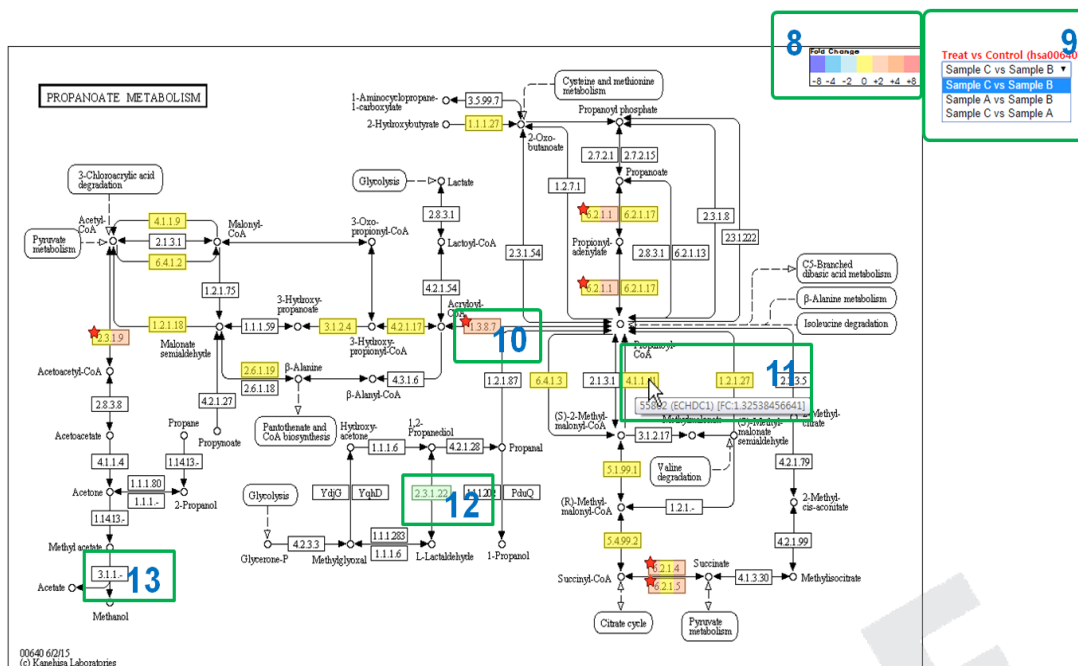 8
9
Fold Change
-8 -4 -2 0 +2 +4 +8
Treat vs Control (hsa00640
Sample C vs Sample B
Sample C vs Sample B
Sample A vs Sample B
Sample C vs Sample A
PROPANOATE METABOLISM
Cysteine and methionine
metabolism
1-Aminocyclopropane-
1-carboxylate
3.5.99.7
2-Hydroxybutyrate
1.1.1.27
2-Oxo-
butanoate
Propanoyl phosphate
2.7.2.1
2.7.2.15
Propanoate
1.2.7.1
6.2.1.1
6.2.1.17
Propionyl-
adenylate
2.3.1.54
2.8.3.1
6.2.1.13
2.3.1.8
2.3.1.222
6.2.1.1
6.2.1.17
3-Chloroacrylic acid
degradation
Acetyl-
CoA
Pyruvate
metabolism
4.1.1.9
2.1.3.1
6.4.1.2
Malonyl-
CoA
Glycolysis
Lactate
2.8.3.1
3-Oxo-
propionyl-CoA
Lactoyl-CoA
4.2.1.54
C5-Branched
dibasic acid metabolism
β-Alanine metabolism
Isoleucine degradation
1.2.1.75
1.2.1.18
Malonate
semialdehyde
1.1.1.59
3-Hydroxy-
propanoate
3.1.2.4
3-Hydroxy-
propionyl-CoA
4.2.1.17
Acryloyl-
CoA
1.3.8.7
10
Propanoyl-
CoA
2.3.1.9
Acetoacetyl-CoA
2.6.1.19
2.6.1.18
β-Alanine
4.3.1.6
β-Alanyl-CoA
1.2.1.87
6.4.1.3
2.1.3.1
1.2.1.27
11
55862 (ECHDC1) [FC:1.32538456641]
2.8.3.8
4.2.1.27
Acetoacetate
Propane
Propynoate
Pantothenate and
CoA biosynthesis
Hydroxy-
acetone
1,2-
Propanediol
1.1.1.6
4.2.1.28
Propanal
(S)-2-Methyl-
malonyl-CoA
3.1.2.17
Methylmalonate
(S)-Methyl-
malonate
semialdehyde
2-Methyl-
citrate
4.1.1.4
1.14.13.-
Acetone
1.1.1.80
1.1.1.-
2-Propanol
Glycolysis
YdjG
YqhD
2.3.1.22
12
1.1.1.202
PduQ
5.1.99.1
Valine
degradation
4.2.1.79
1.14.13.-
Methyl acetate
4.2.3.3
Glycerone-P
Methylglyoxal
1.1.1.283
1.1.1.6
L-Lactaldehyde
1-Propanol
(R)-Methyl-
malonyl-CoA
1.2.1.-
2-Methyl-
cis-aconitate
5.4.99.2
4.2.1.99
3.1.1.-
13
Acetate
Methanol
Succinyl-CoA
6.2.1.4
6.2.1.5
Succinate
4.1.3.30
Methylisocitrate
Citrate cycle
Pyruvate
metabolism
00640 6/2/15
(c) Kanehisa Laboratories